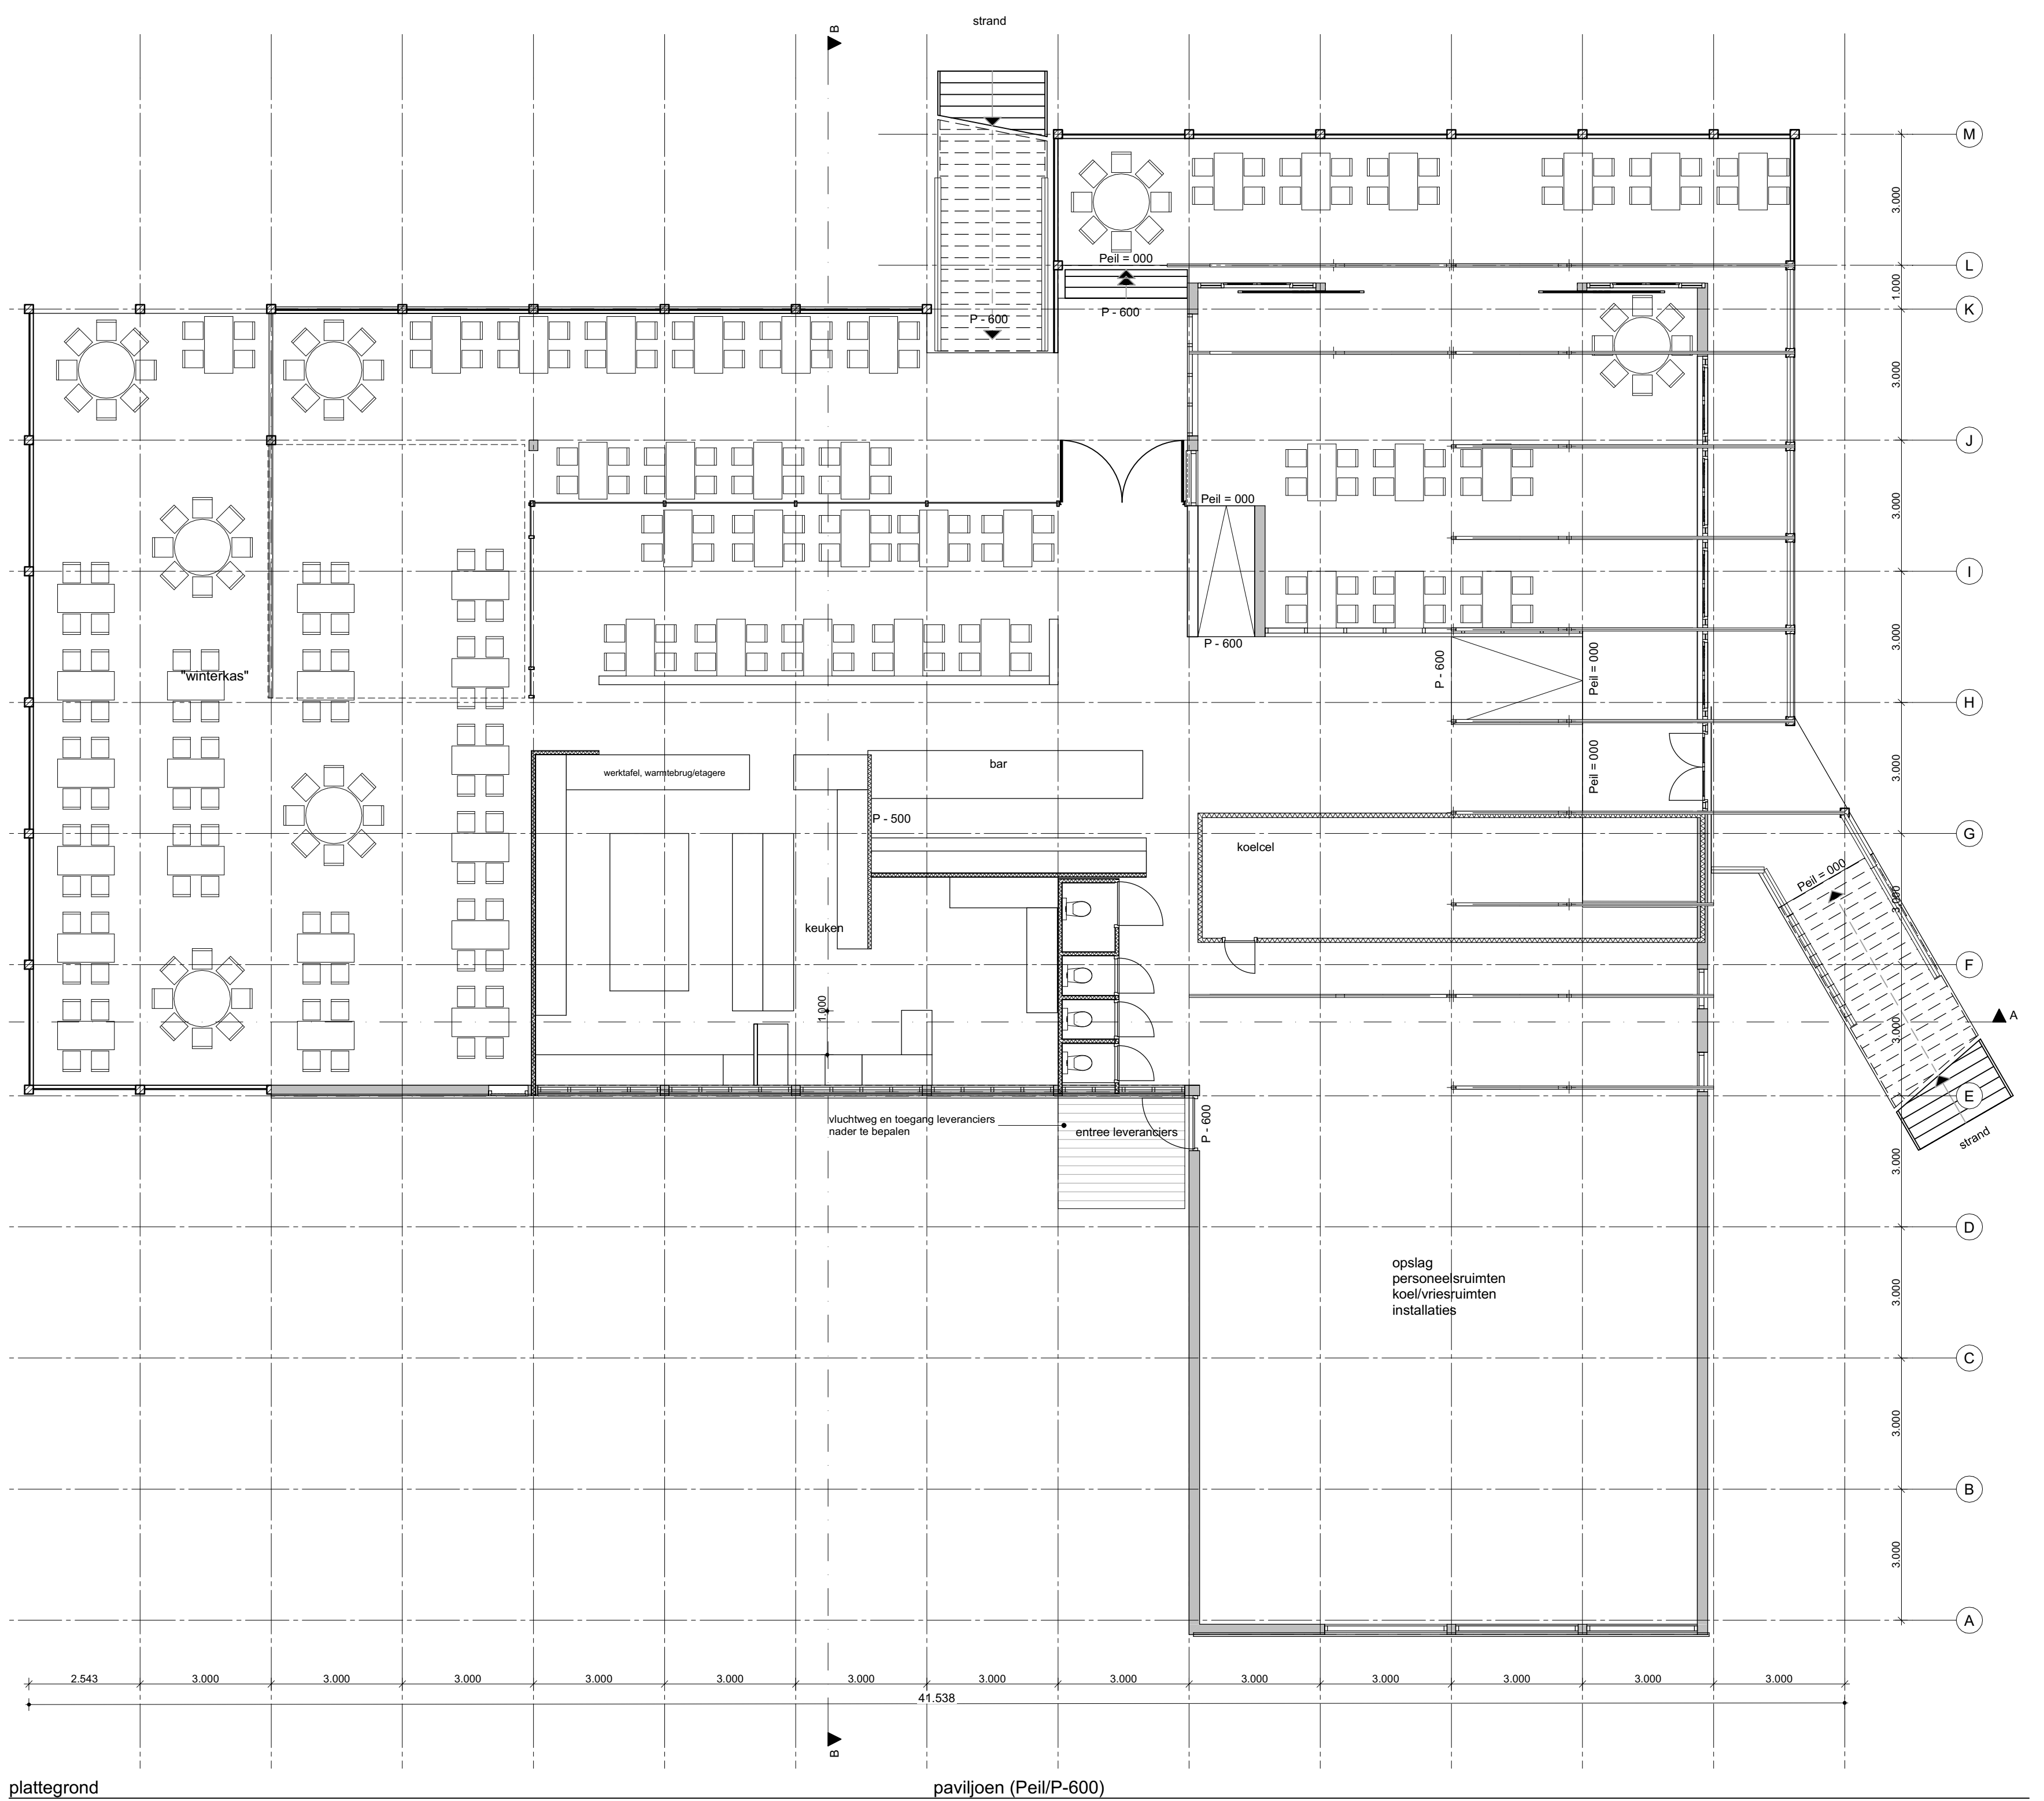 strand
B
M
3.000
L
Peil = 000
1.000
K
P - 600
P - 600
3.000
J
Peil = 000
3.000
I
P - 600
P - 600
Peil = 000
3.000
"winterkas"
H
werktafel, warmtebrug/etagere
bar
Peil = 000
3.000
P - 500
G
koelcel
Peil = 000
3.000
keuken
F
1.000
3.000
A
E
vluchtweg en toegang leveranciers
nader te bepalen
entree leveranciers
P - 600
strand
3.000
D
opslag
personeelsruimten
koel/vriesruimten
installaties
3.000
C
3.000
B
3.000
A
2.543 3.000 3.000 3.000 3.000 3.000 3.000 3.000 3.000 3.000 3.000 3.000 3.000 3.000
41.538
B
plattegrond
paviljoen (Peil/P-600)